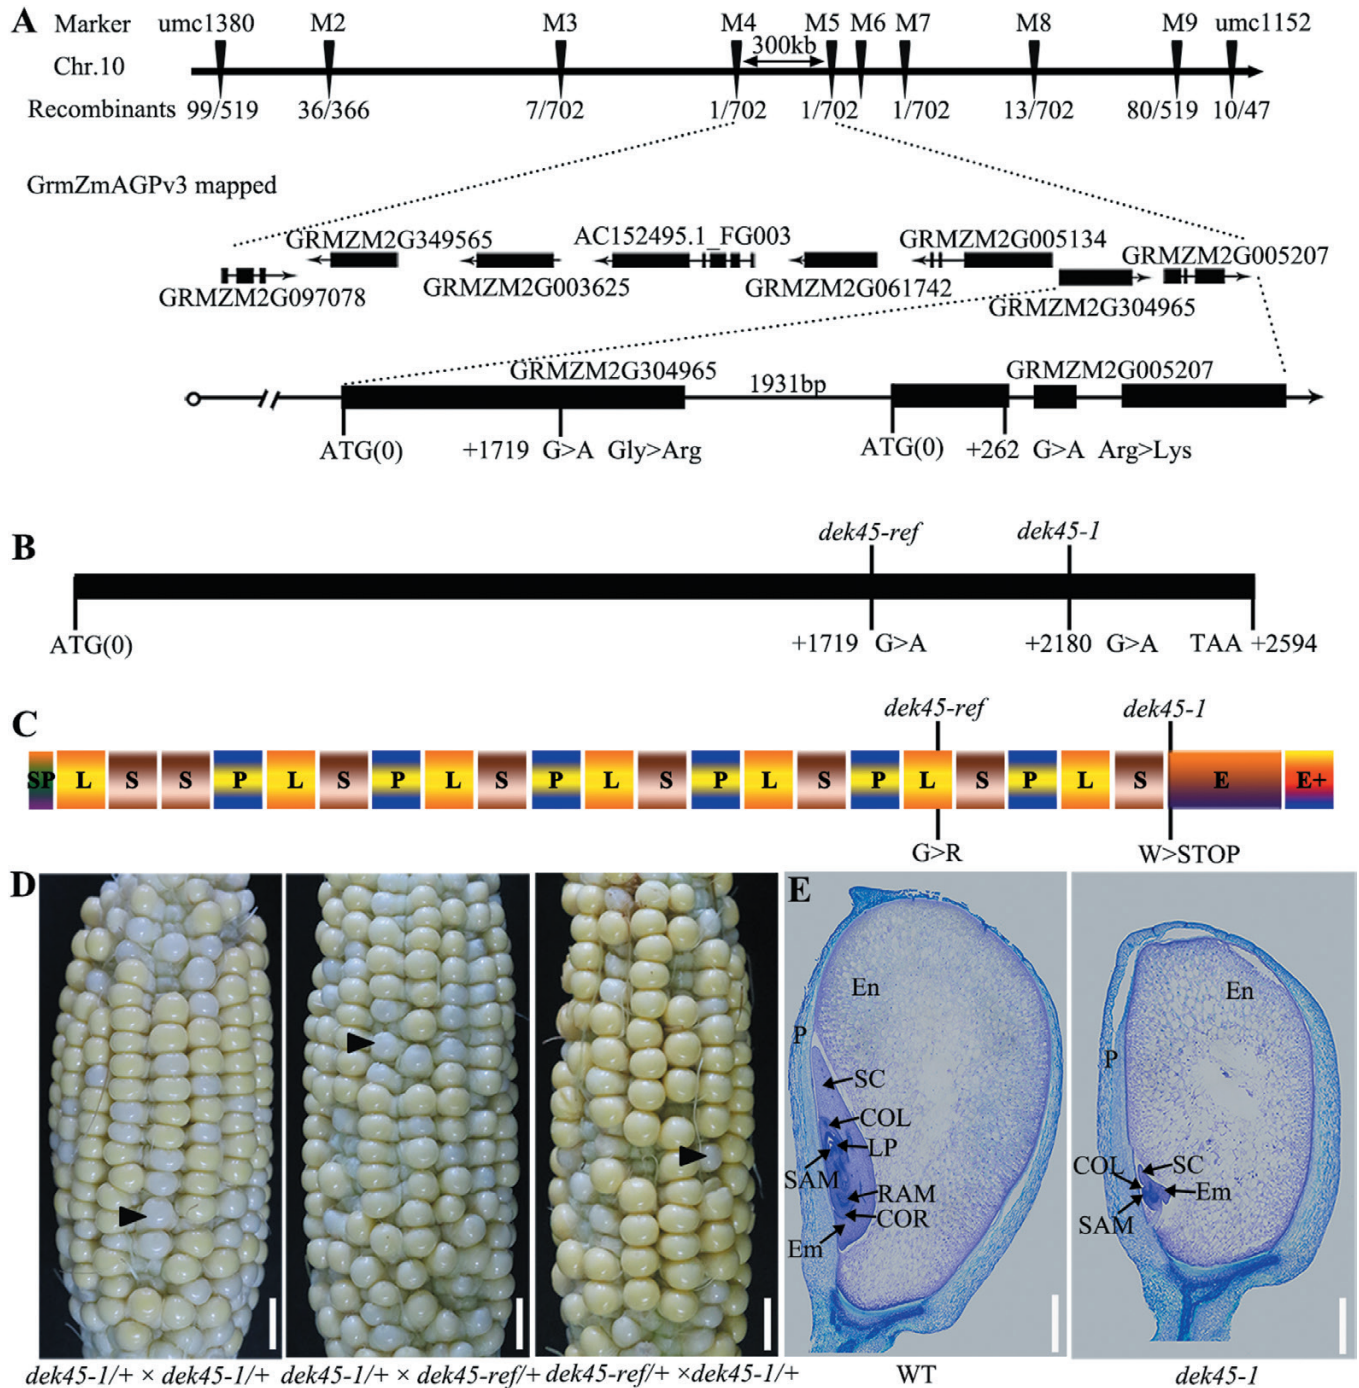 A Marker umc1380 M2 M3 M4 M5 M6 M7 M8 M9 umc1152
300kb
Chr.10
Recombinants 99/519 36/366 7/702 1/702 1/702 1/702 13/702 80/519 10/47
GrmZmAGPv3 mapped
GRMZM2G349565 AC152495.1_FG003 GRMZM2G005134 GRMZM2G005207
GRMZM2G097078 GRMZM2G003625 GRMZM2G061742 GRMZM2G304965
GRMZM2G304965 1931bp GRMZM2G005207
ATG(0) +1719 G>A Gly>Arg ATG(0) +262 G>A Arg>Lys
B dek45-ref dek45-1
ATG(0) +1719 G>A +2180 G>A TAA +2594
C dek45-ref dek45-1
SP L S S P L S P L S P L S P L S P L S P L S E E+
G>R W>STOP
D E
En En
P P
SC
COL
LP
SAM
RAM
COR
Em
COL SC
Em
SAM
dek45-1/+ × dek45-1/+ dek45-1/+ × dek45-ref/+ dek45-ref/+ ×dek45-1/+ WT dek45-1